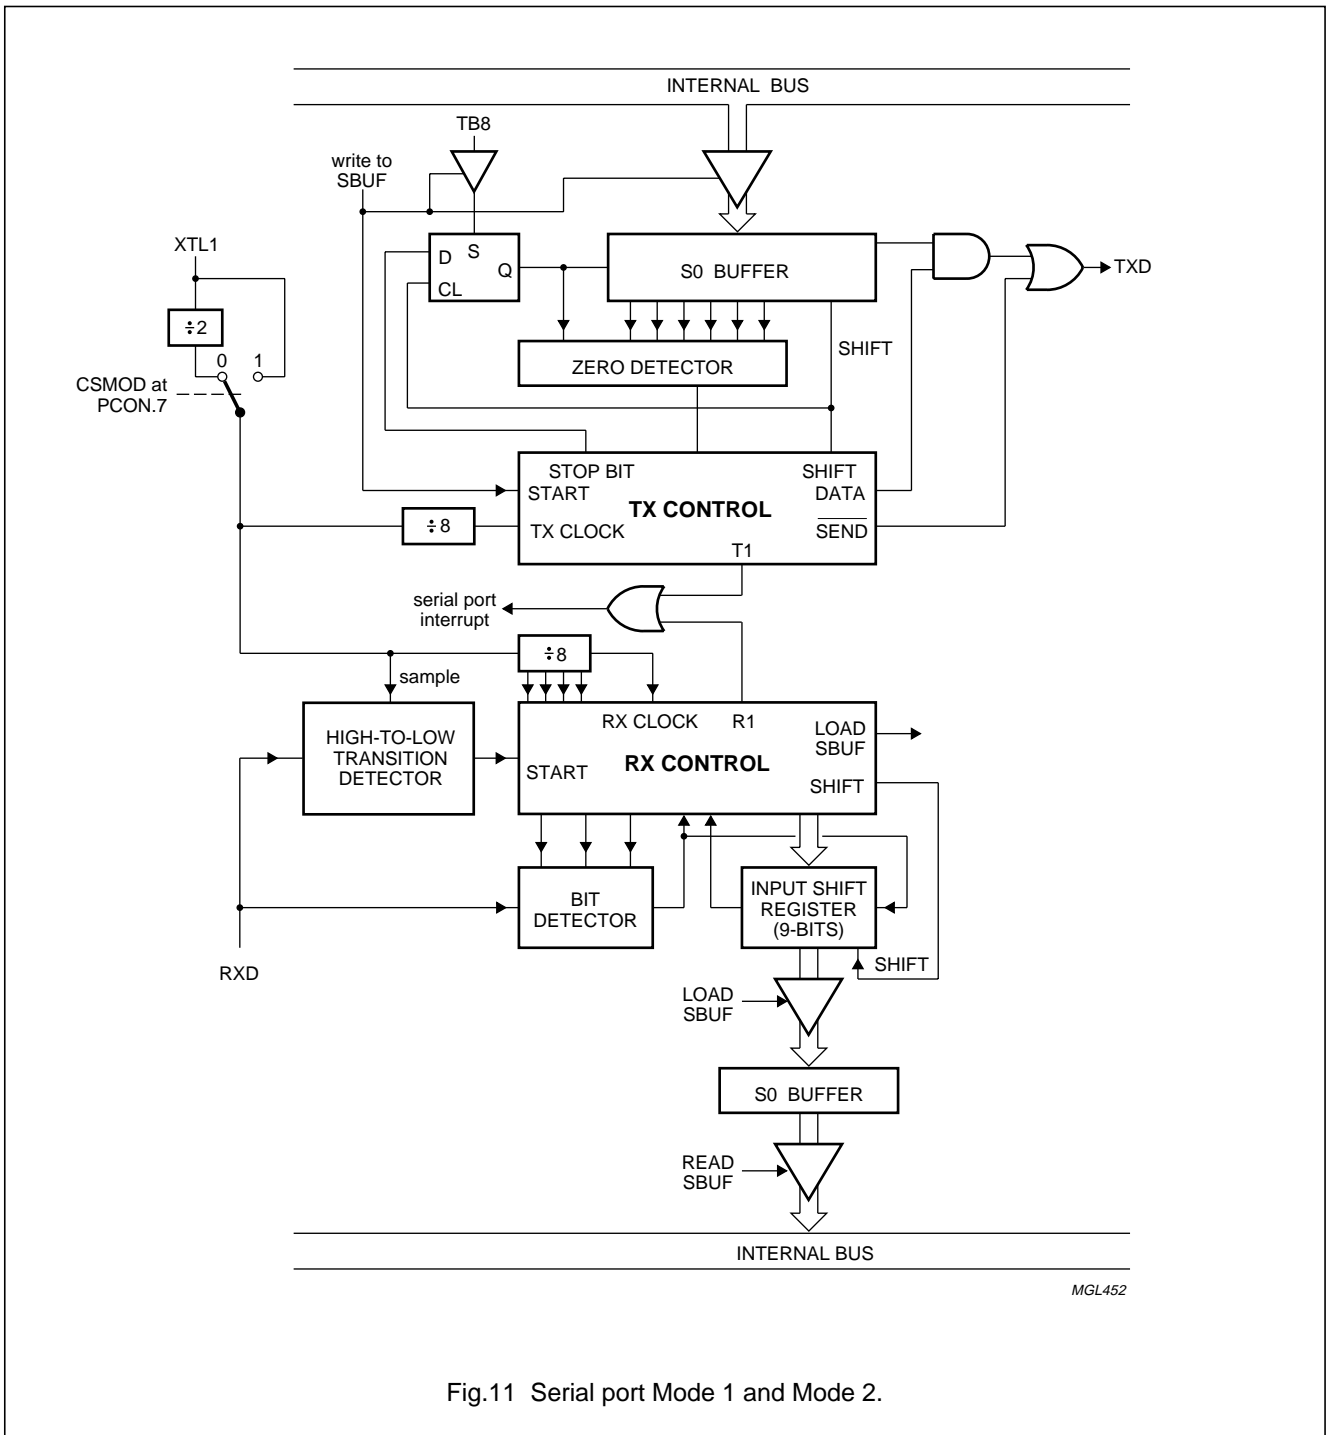 INTERNAL BUS
TB8
write to
SBUF
XTL1
D
S
Q
CL
S0 BUFFER
TXD
÷2
0
1
SHIFT
ZERO DETECTOR
CSMOD at
PCON.7
STOP BIT
SHIFT
START
DATA
TX CONTROL
÷8
TX CLOCK
SEND
T1
serial port
interrupt
÷8
sample
RX CLOCK
R1
LOAD
SBUF
HIGH-TO-LOW
TRANSITION
DETECTOR
RX CONTROL
START
SHIFT
BIT
DETECTOR
INPUT SHIFT
REGISTER
(9-BITS)
RXD
SHIFT
LOAD
SBUF
S0 BUFFER
READ
SBUF
INTERNAL BUS
MGL452
Fig.11 Serial port Mode 1 and Mode 2.